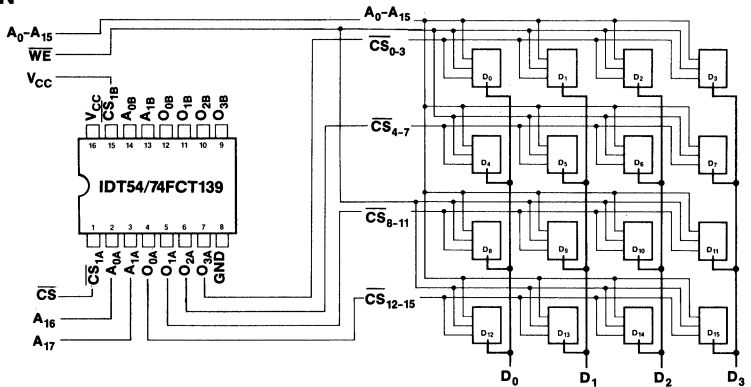 N
A0–A15
A0–A15
WE
CS0-3
VCC
D0 D1 D2 D3
VCC CS1B A0B A1B O0B O1B O2B O3B
16 15 14 13 12 11 10 9
CS4-7
D4 D5 D6 D7
IDT54/74FCT139
1 2 3 4 5 6 7 8
CS8-11
D8 D9 D10 D11
CS1A A0A A1A O0A O1A O2A O3A GND
CS
CS12-15
A16
D12 D13 D14 D15
A17
D0 D1 D2 D3